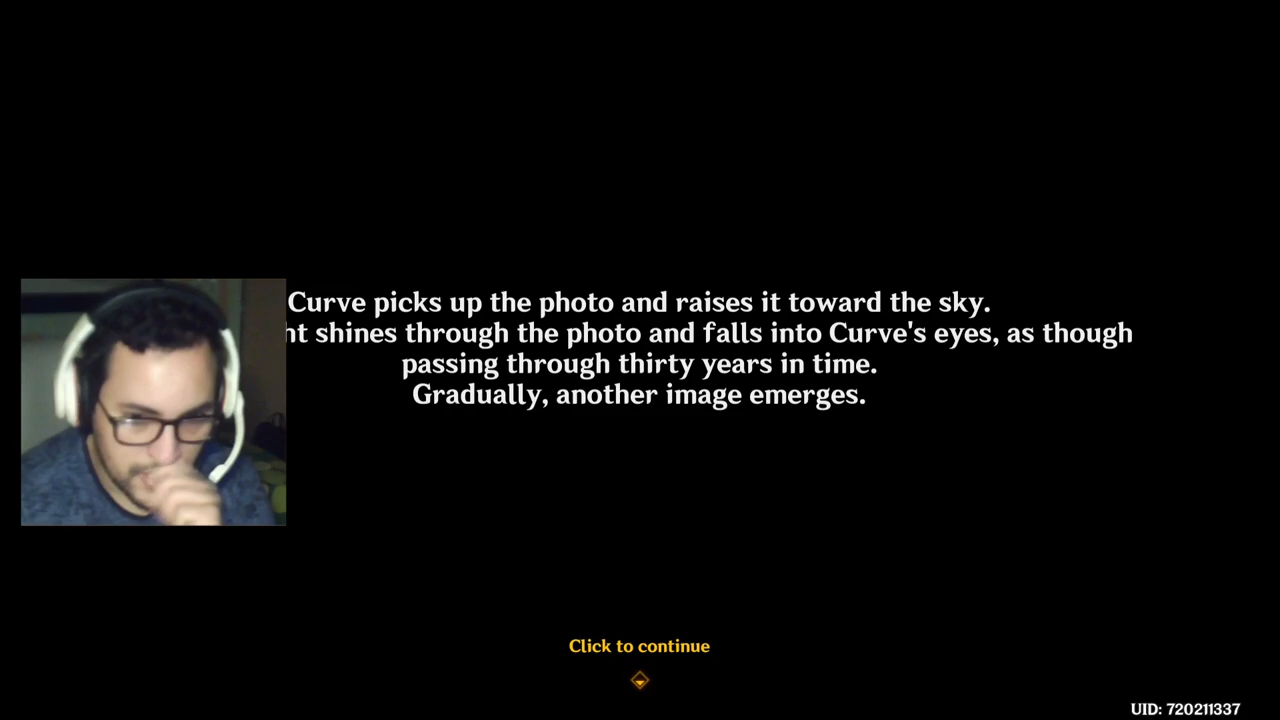 Curve picks up the photo and raises it toward the sky.
shines through the photo and falls into Curve's eyes, as though
passing through thirty years in time.
Gradually, another image emerges.
Click to continue
UID: 720211337